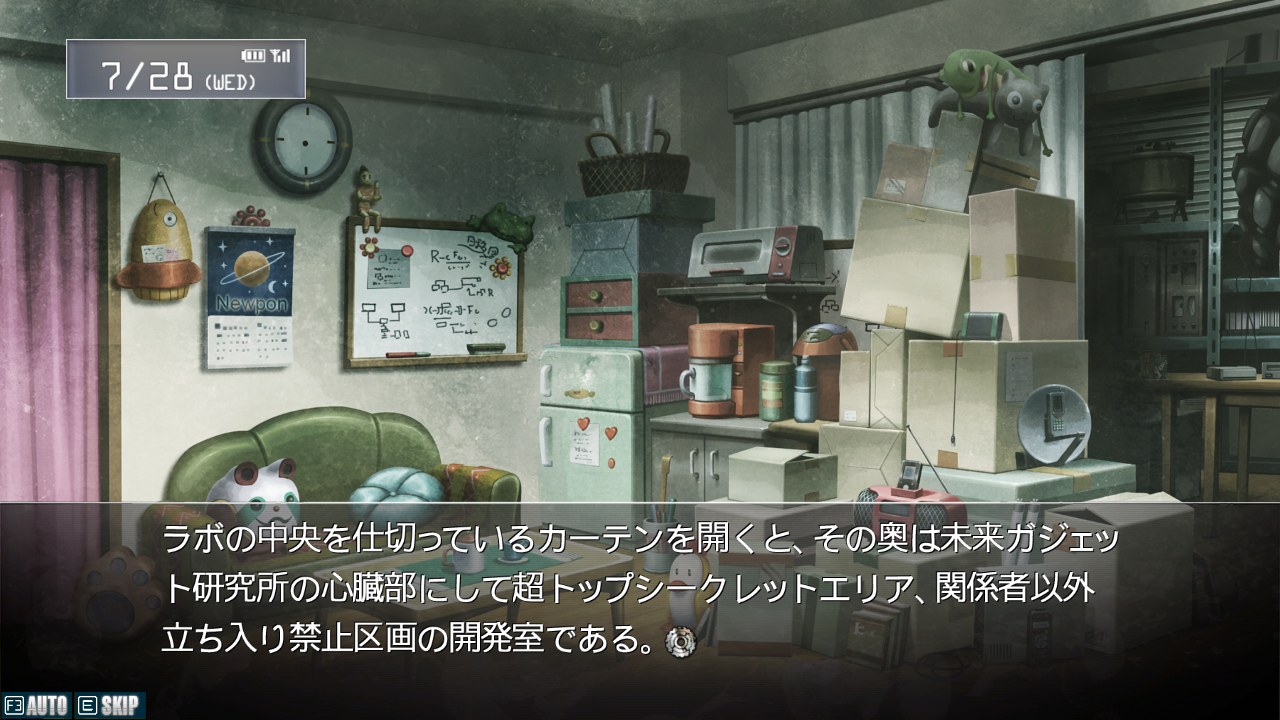 7/28 (WED)
Newpon
ラボの中央を仕切っているカーテンを開くと、その奥は未来ガジェッ
ト研究所の心臓部にして超トップシークレットエリア、関係者以外
立ち入り禁止区画の開発室である。
F3 AUTO E SKIP